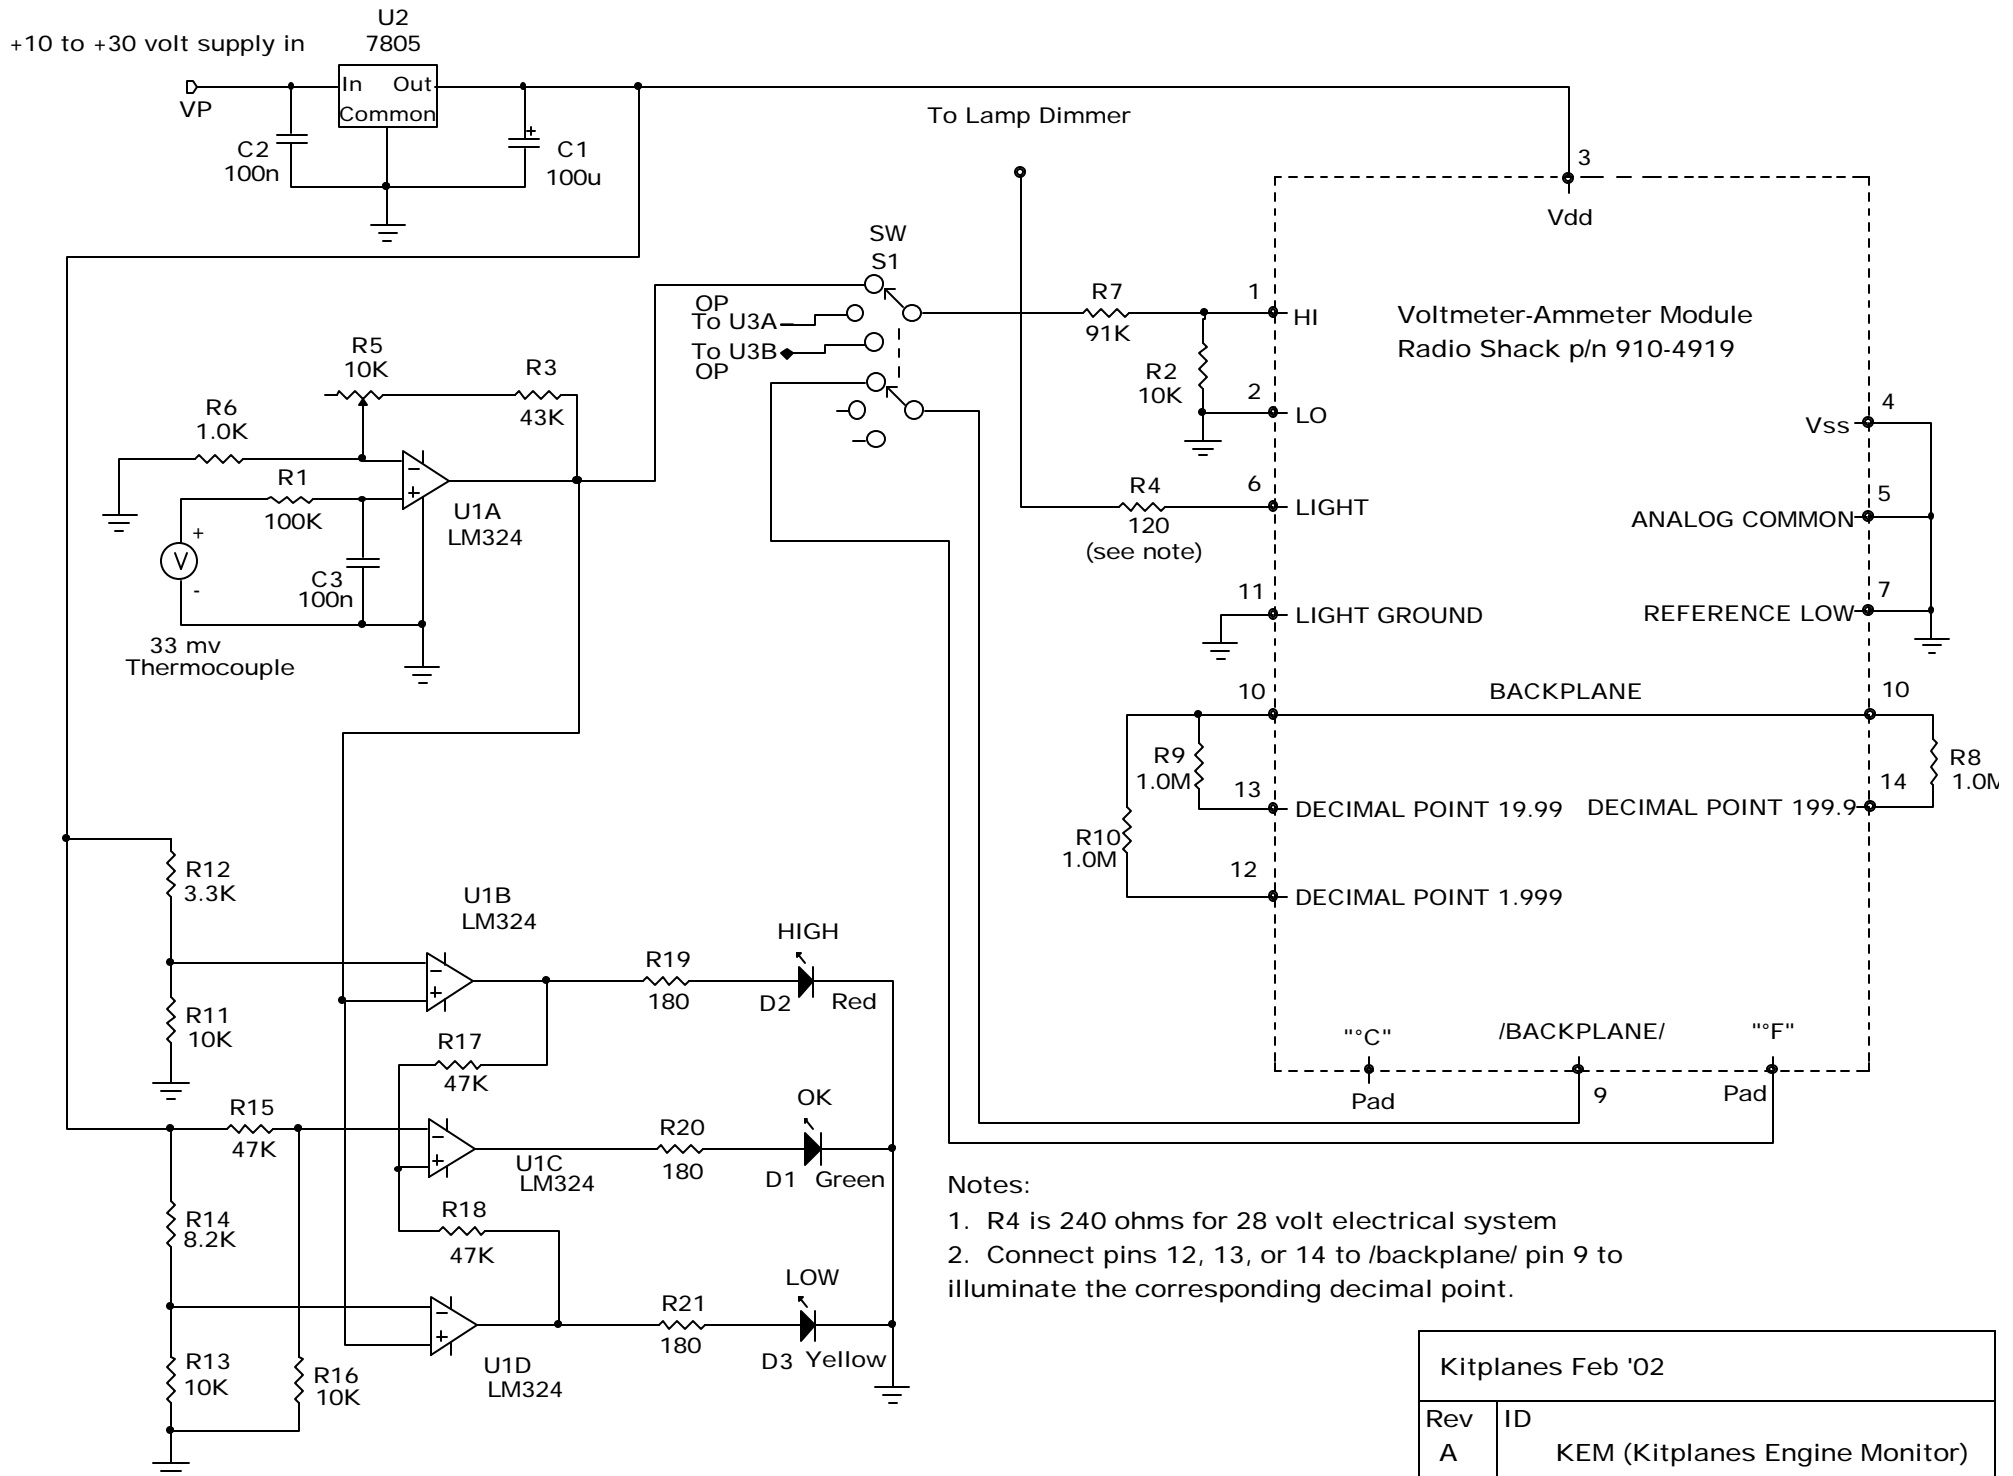 U2
7805
+10 to +30 volt supply in
In Out
Common
VP
C2
100n
+
C1
100u
To Lamp Dimmer
3
Vdd
SW
S1
OP
To U3A
To U3B
OP
R7
91K
1
HI
Voltmeter-Ammeter Module
Radio Shack p/n 910-4919
R2
10K
2
LO
4
Vss
R5
10K
R3
43K
R6
1.0K
R1
100K
-
+
U1A
LM324
+
V
-
C3
100n
33 mv
Thermocouple
R4
120
(see note)
6
LIGHT
5
ANALOG COMMON
11
LIGHT GROUND
7
REFERENCE LOW
10
BACKPLANE
10
R9
1.0M
13
DECIMAL POINT 19.99
DECIMAL POINT 199.9
14
R8
1.0M
R10
1.0M
12
DECIMAL POINT 1.999
R12
3.3K
U1B
LM324
-
+
R19
180
HIGH
D2
Red
R11
10K
R17
47K
"°C"
Pad
/BACKPLANE/
9
"°F"
Pad
R15
47K
-
+
U1C
LM324
R20
180
OK
D1
Green
R14
8.2K
R18
47K
LOW
-
+
U1D
LM324
R21
180
D3
Yellow
R13
10K
R16
10K
Notes:
1. R4 is 240 ohms for 28 volt electrical system
2. Connect pins 12, 13, or 14 to /backplane/ pin 9 to
illuminate the corresponding decimal point.
Kitplanes Feb '02
Rev
A
ID
KEM (Kitplanes Engine Monitor)